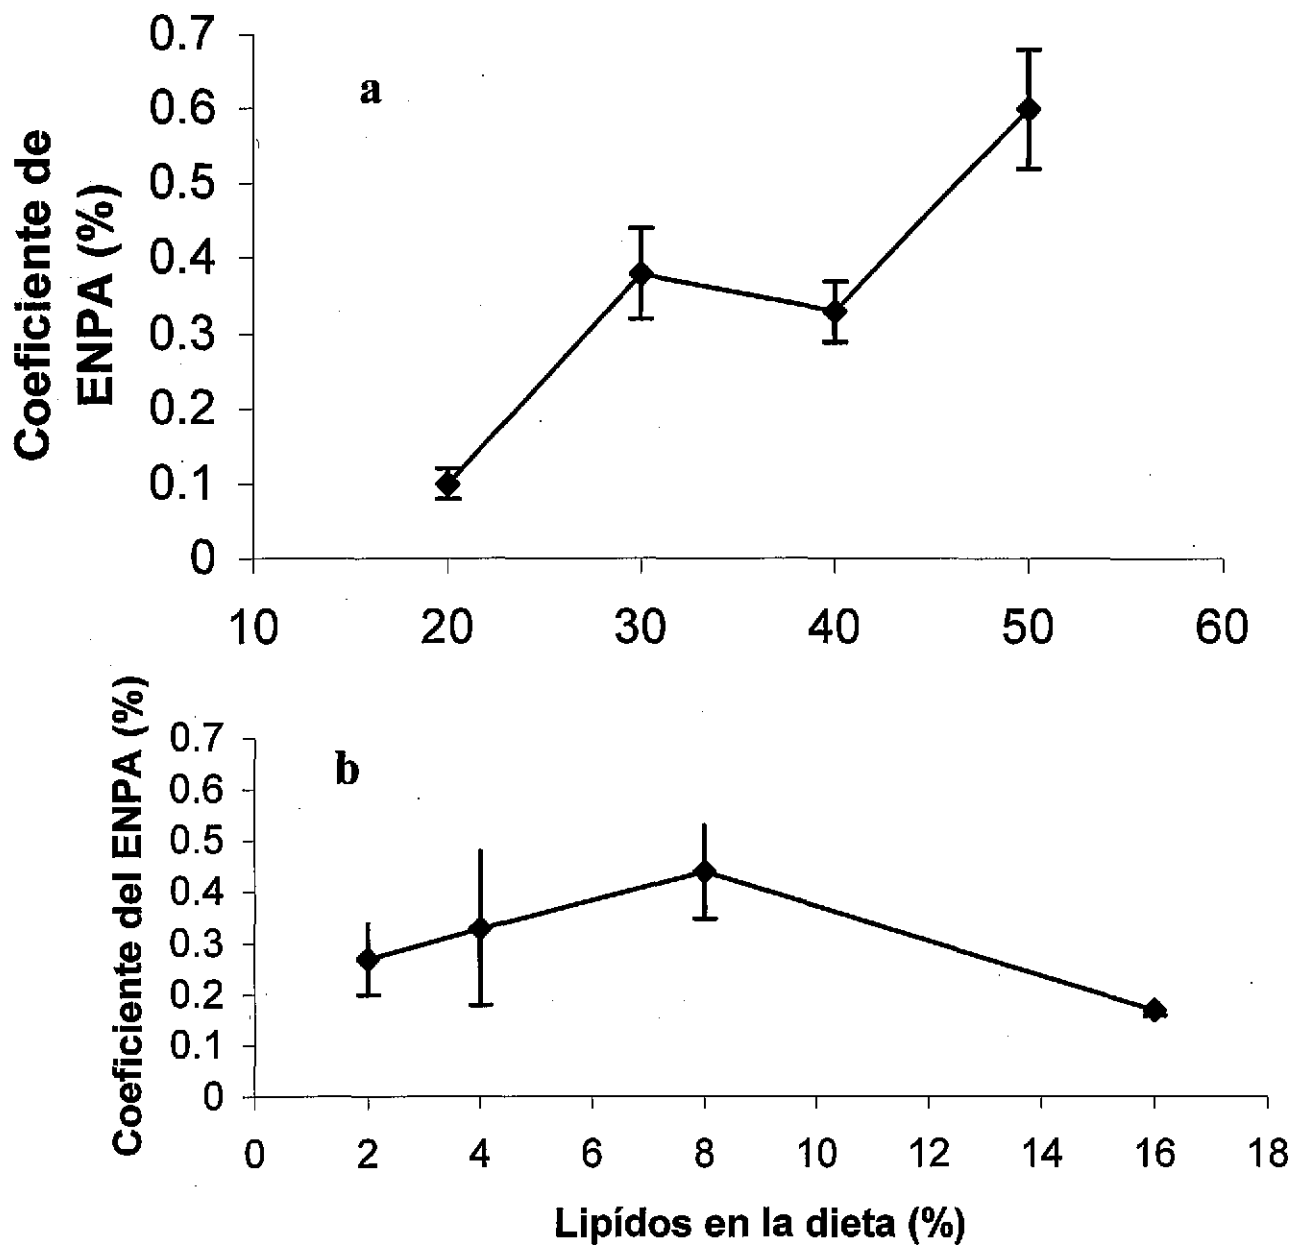 Coeficiente de
ENPA (%)
0.7
0.6
0.5
0.4
0.3
0.2
0.1
0
a
10 20 30 40 50 60
Coeficiente del ENPA (%)
0.7
0.6
0.5
0.4
0.3
0.2
0.1
0
b
0 2 4 6 8 10 12 14 16 18
Lipídos en la dieta (%)